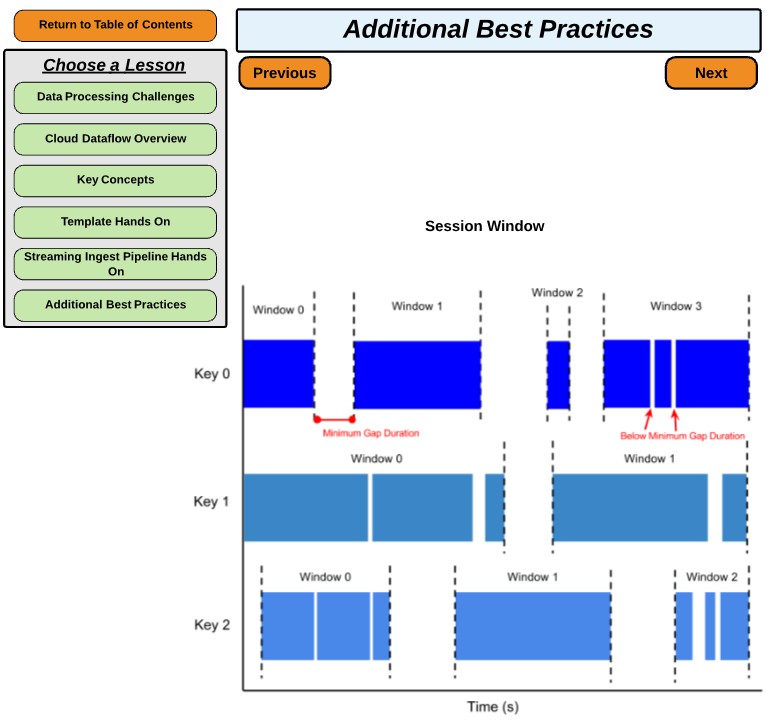 Return to Table of Contents
Additional Best Practices
Choose a Lesson
Previous
Next
Data Processing Challenges
Cloud Dataflow Overview
Key Concepts
Template Hands On
Streaming Ingest Pipeline Hands
On
Additional Best Practices
Session Window
Window 0
Window 1
Window 2
Window 3
Key 0
Minimum Gap Duration
Below Minimum Gap Duration
Window 0
Window 1
Key 1
Window 0
Window 1
Window 2
Key 2
Time (s)